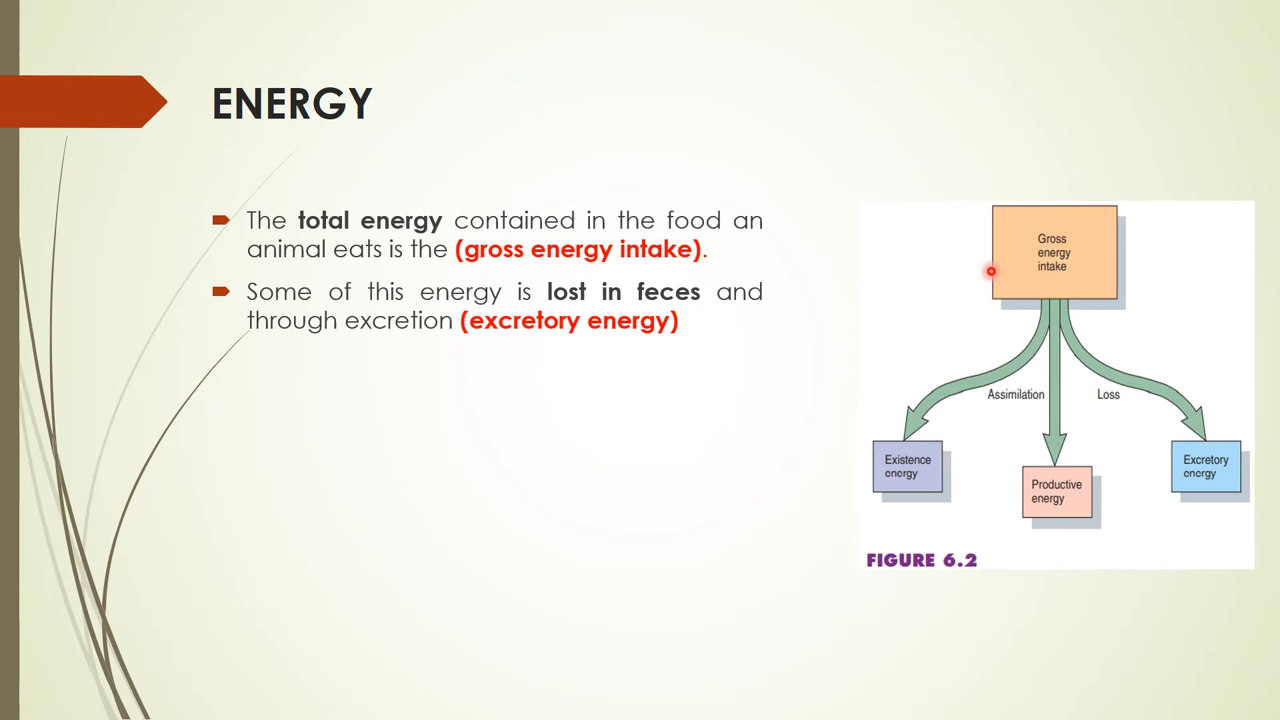 ENERGY
The total energy contained in the food an
animal eats is the (gross energy intake).
Some of this energy is lost in feces and
through excretion (excretory energy)
Gross
energy
intake
Assimilation
Loss
Existence
energy
Productive
energy
Excretory
energy
FIGURE 6.2